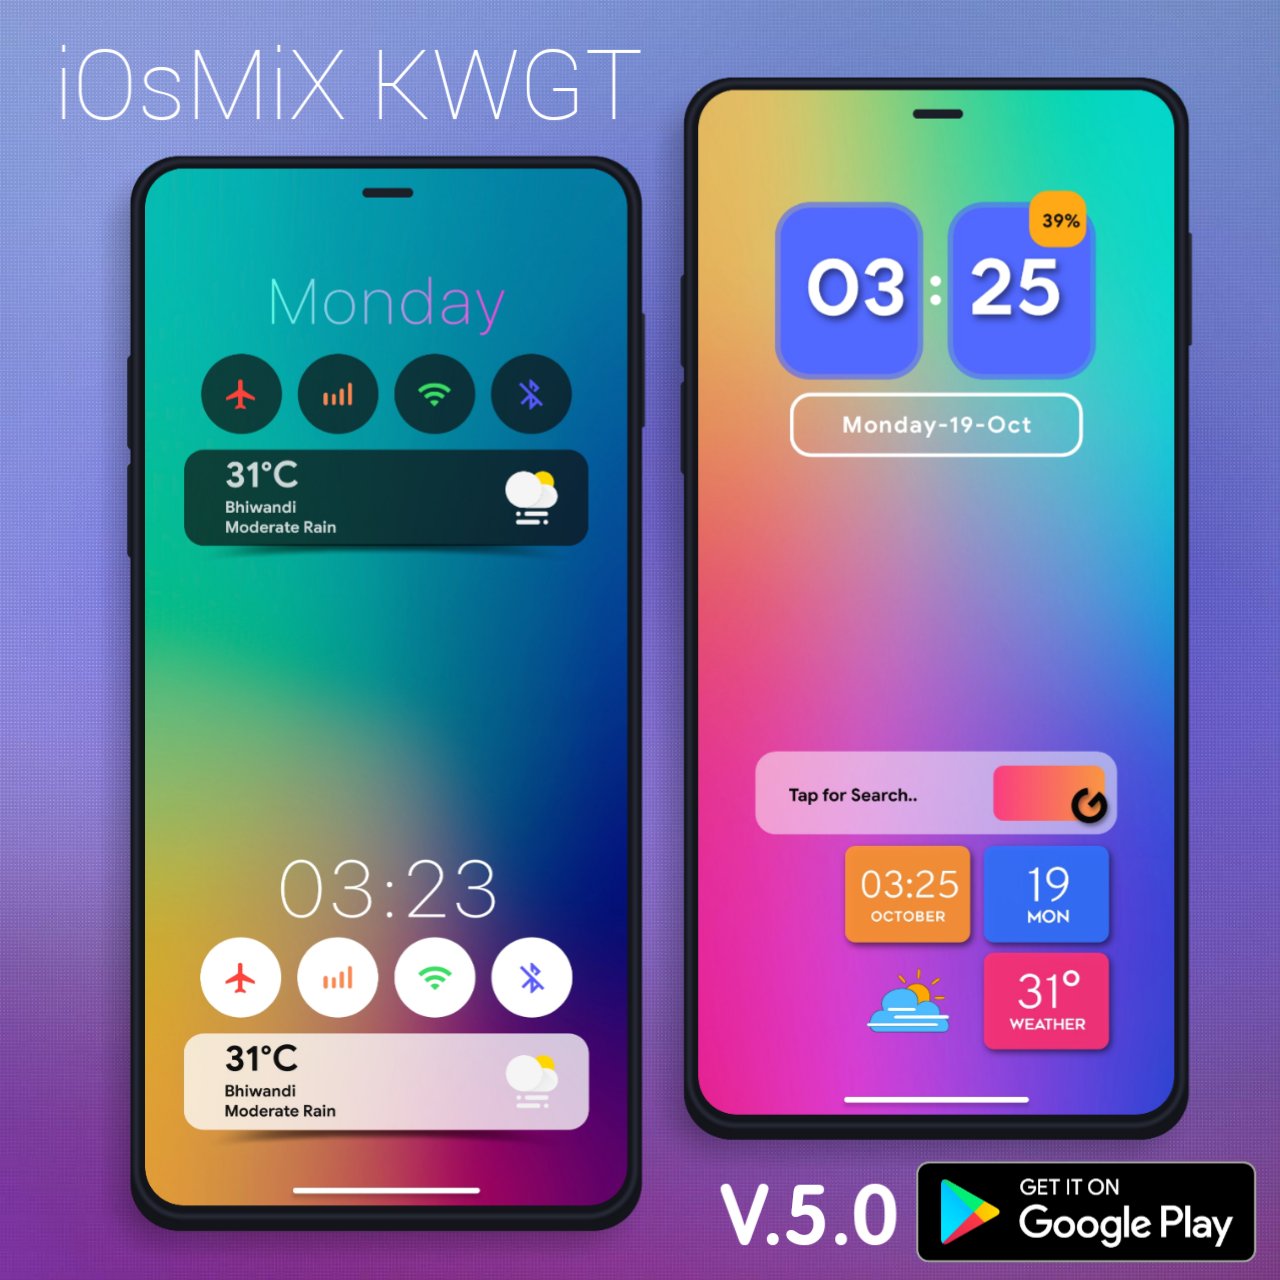 iOsMiX KWGT
Monday
31°C
Bhiwandi
Moderate Rain
03:23
31°C
Bhiwandi
Moderate Rain
39%
03 : 25
Monday-19-Oct
Tap for Search..
03:25
OCTOBER
19
MON
31°
WEATHER
V.5.0
GET IT ON
Google Play